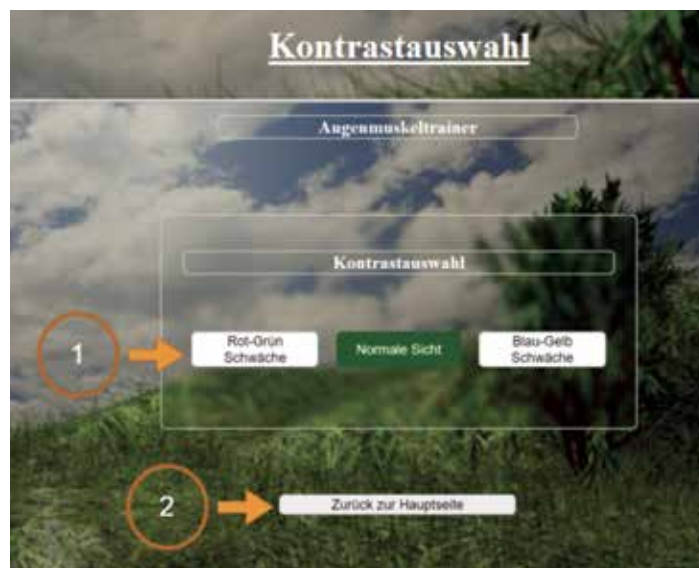 Kontrastauswahl
Augenmuskeltrainer
Kontrastauswahl
1
Rot-Grün
Schwäche
Normale Sicht
Blau-Gelb
Schwäche
2
Zurück zur Hauptseite